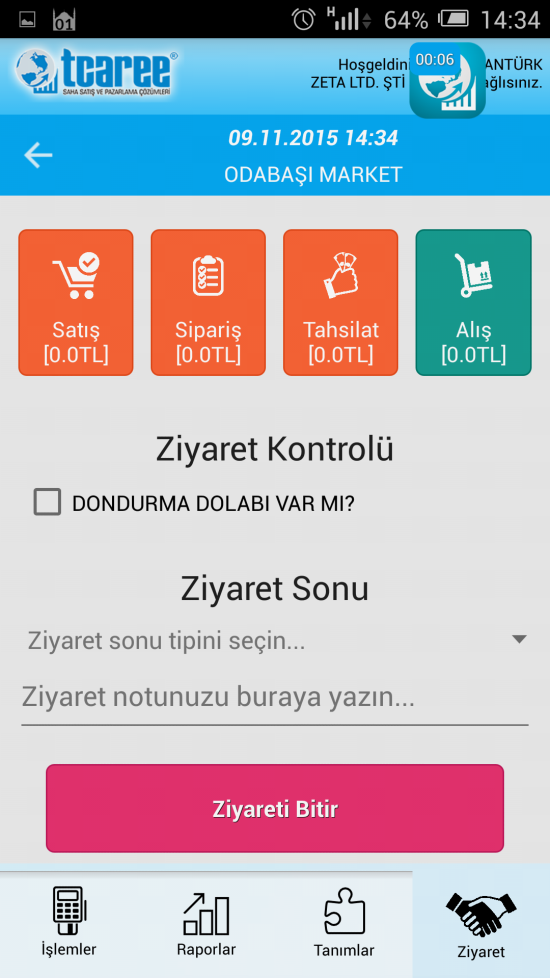 01 H 64% 14:34
tcaree®
SAHA SATIŞ VE PAZARLAMA ÇÖZÜMLERİ
Hoşgeldin
ANTÜRK
ZETA LTD. ŞTİ
ağlısınız.
00:06
09.11.2015 14:34
ODABAŞI MARKET
Satış
[0.0TL]
Sipariş
[0.0TL]
Tahsilat
[0.0TL]
Alış
[0.0TL]
Ziyaret Kontrolü
DONDURMA DOLABI VAR MI?
Ziyaret Sonu
Ziyaret sonu tipini seçin...
Ziyaret notunuzu buraya yazın...
Ziyareti Bitir
İşlemler
Raporlar
Tanımlar
Ziyaret